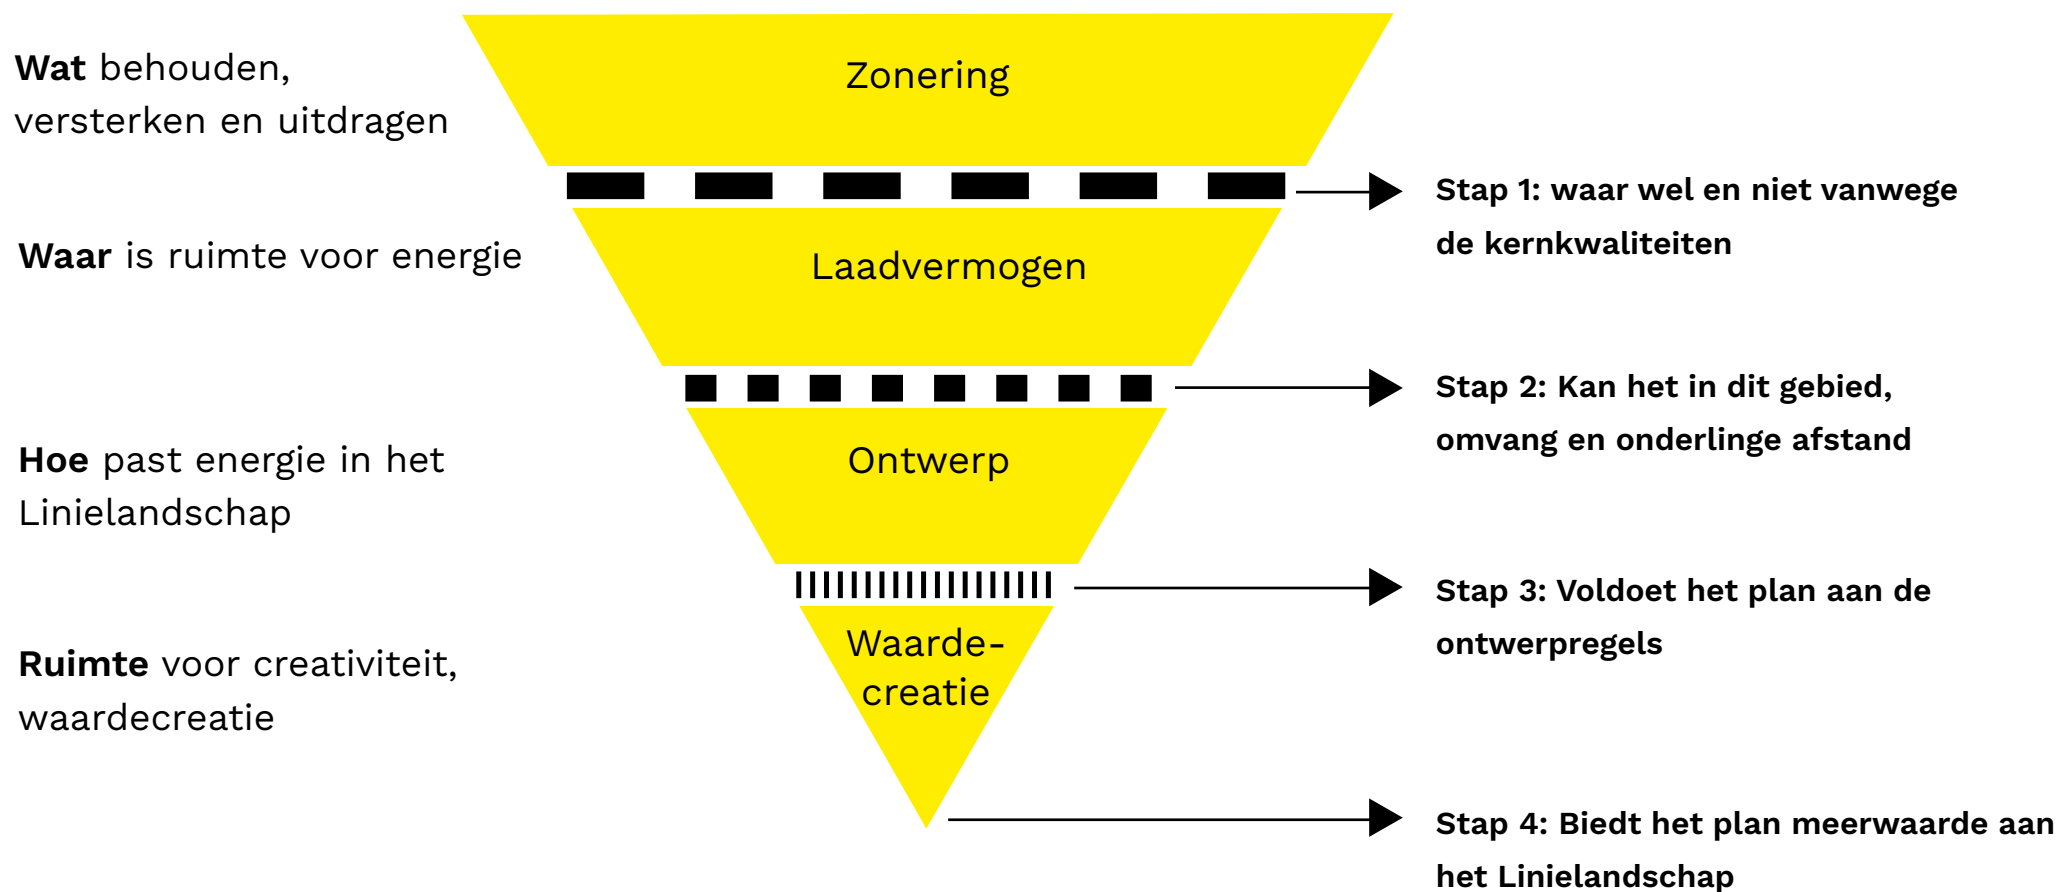 Wat behouden,
versterken en uitdragen
Zonering
Stap 1: waar wel en niet vanwege
de kernkwaliteiten
Waar is ruimte voor energie
Laadvermogen
Stap 2: Kan het in dit gebied,
omvang en onderlinge afstand
Hoe past energie in het
Linielandschap
Ontwerp
Stap 3: Voldoet het plan aan de
ontwerpregels
Ruimte voor creativiteit,
waardecreatie
Waarde-
creatie
Stap 4: Biedt het plan meerwaarde aan
het Linielandschap